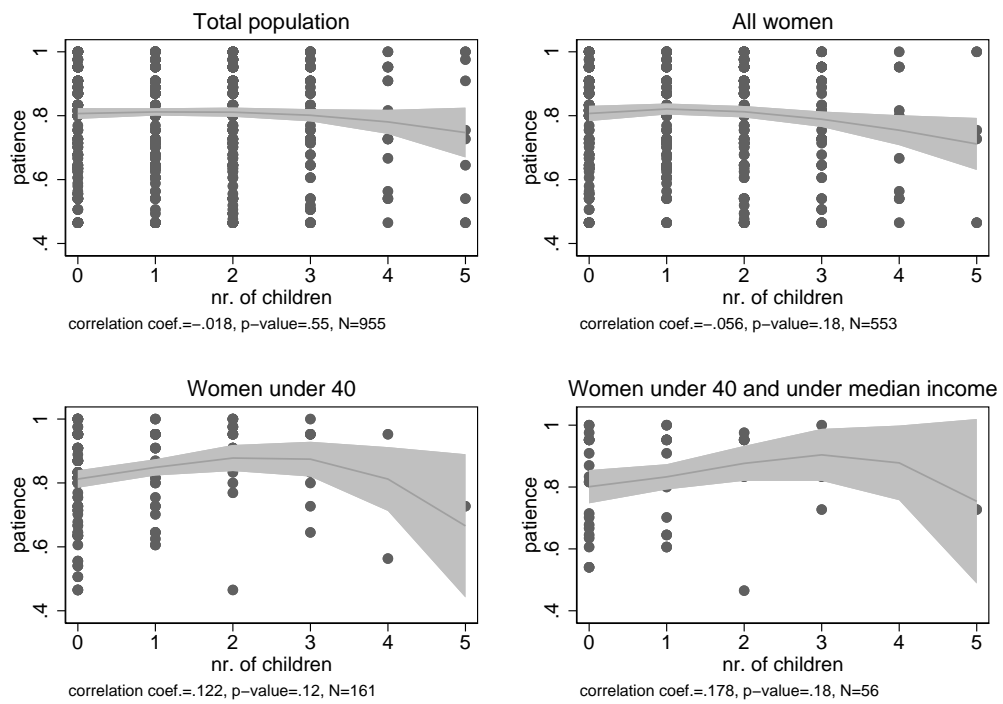 Total population
1
.8
.6
.4
patience
0 1 2 3 4 5
nr. of children
correlation coef.=−.018, p−value=.55, N=955
All women
1
.8
.6
.4
patience
0 1 2 3 4 5
nr. of children
correlation coef.=−.056, p−value=.18, N=553
Women under 40
1
.8
.6
.4
patience
0 1 2 3 4 5
nr. of children
correlation coef.=.122, p−value=.12, N=161
Women under 40 and under median income
1
.8
.6
.4
patience
0 1 2 3 4 5
nr. of children
correlation coef.=.178, p−value=.18, N=56